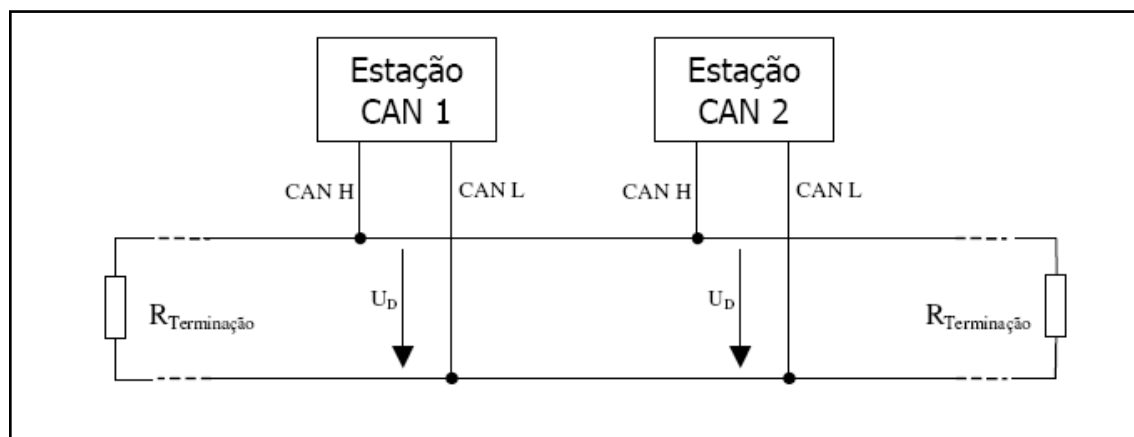 Estação
CAN 1
Estação
CAN 2
CAN H
CAN L
CAN H
CAN L
R_Terminação
U_D
U_D
R_Terminação